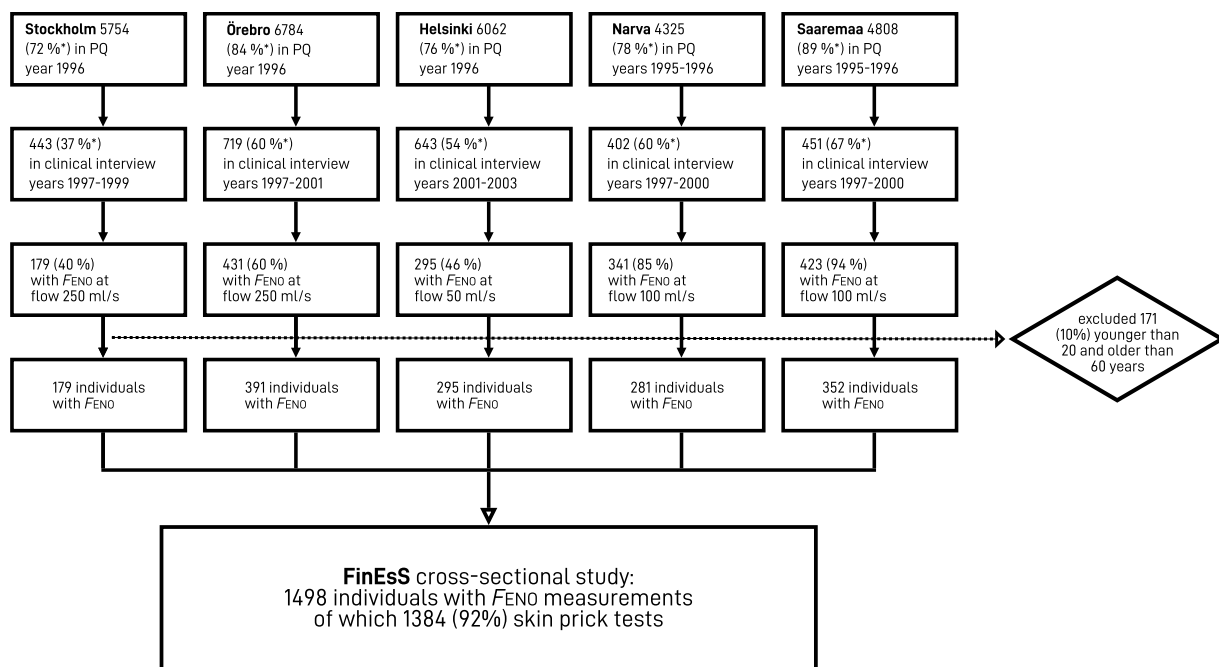 Stockholm 5754
(72 %*) in PQ
year 1996
Örebro 6784
(84 %*) in PQ
year 1996
Helsinki 6062
(76 %*) in PQ
year 1996
Narva 4325
(78 %*) in PQ
years 1995-1996
Saaremaa 4808
(89 %*) in PQ
years 1995-1996
443 (37 %*)
in clinical interview
years 1997-1999
719 (60 %*)
in clinical interview
years 1997-2001
643 (54 %*)
in clinical interview
years 2001-2003
402 (60 %*)
in clinical interview
years 1997-2000
451 (67 %*)
in clinical interview
years 1997-2000
179 (40 %)
with FENO at
flow 250 ml/s
431 (60 %)
with FENO at
flow 250 ml/s
295 (46 %)
with FENO at
flow 50 ml/s
341 (85 %)
with FENO at
flow 100 ml/s
423 (94 %)
with FENO at
flow 100 ml/s
excluded 171
(10%) younger than
20 and older than
60 years
179 individuals
with FENO
391 individuals
with FENO
295 individuals
with FENO
281 individuals
with FENO
352 individuals
with FENO
FinEsS cross-sectional study:
1498 individuals with FENO measurements
of which 1384 (92%) skin prick tests